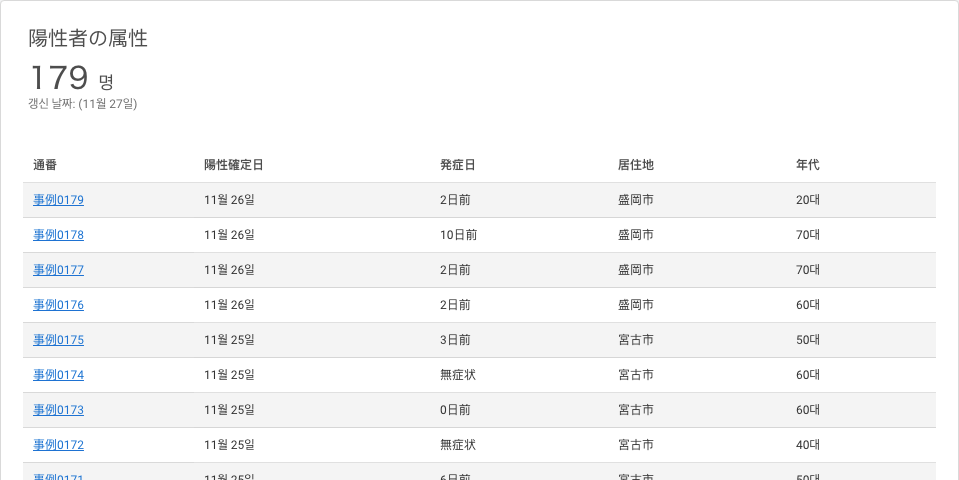 陽性者の属性
179 명
갱신 날짜: (11월 27일)
通番 陽性確定日 発症日 居住地 年代
事例0179 11월 26일 2日前 盛岡市 20대
事例0178 11월 26일 10日前 盛岡市 70대
事例0177 11월 26일 2日前 盛岡市 70대
事例0176 11월 26일 2日前 盛岡市 60대
事例0175 11월 25일 3日前 宮古市 50대
事例0174 11월 25일 無症状 宮古市 60대
事例0173 11월 25일 0日前 宮古市 60대
事例0172 11월 25일 無症状 宮古市 40대
事例0171 11월 25일 6日前 宮古市 50대